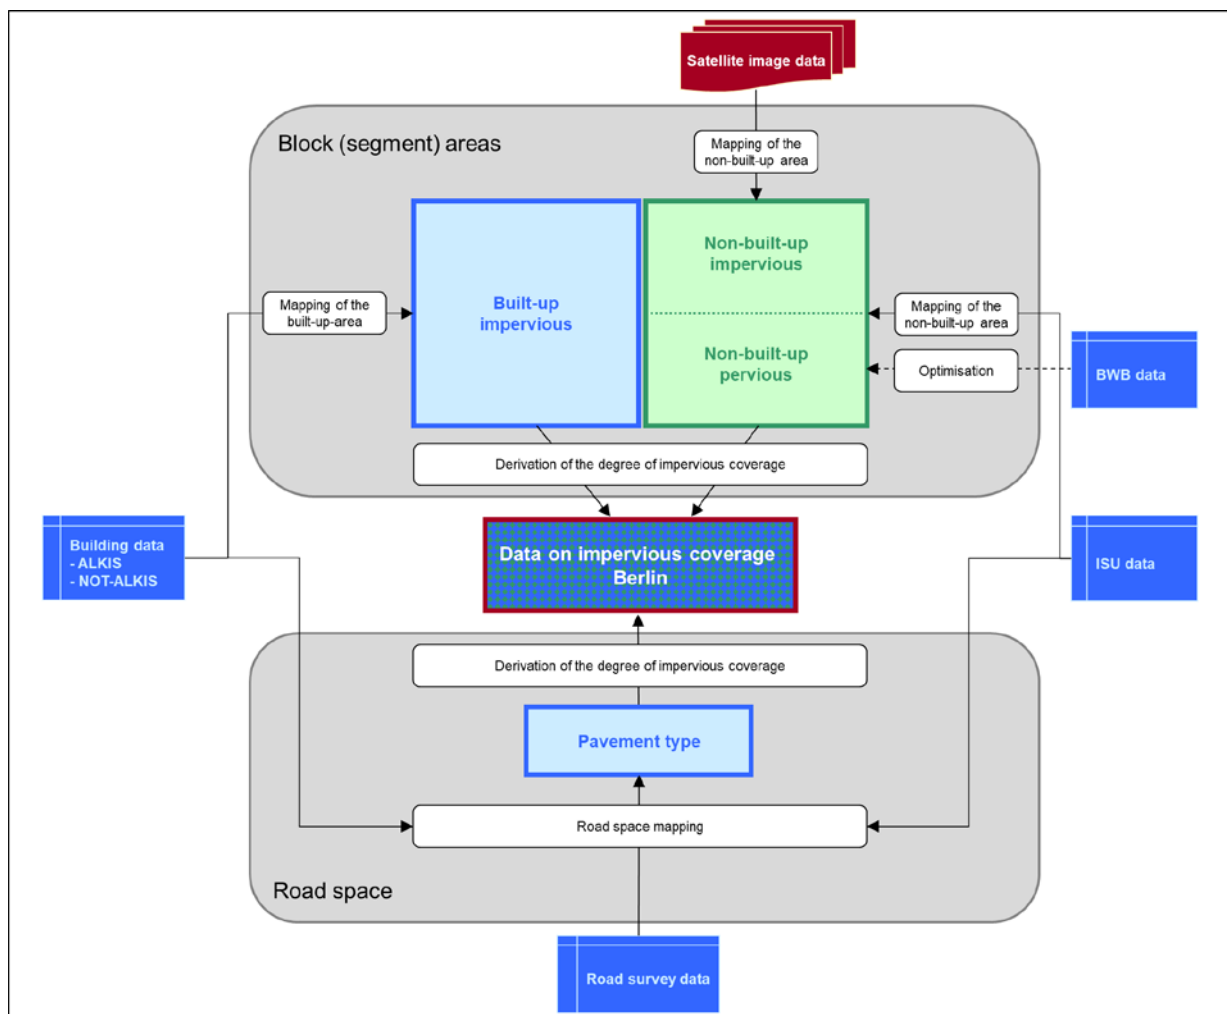 Satellite image data
Block (segment) areas
Mapping of the
non-built-up area
Non-built-up
impervious
Built-up
impervious
Mapping of the
built-up-area
Mapping of the
non-built-up area
Non-built-up
pervious
Optimisation
BWB data
Derivation of the degree of impervious coverage
Building data
- ALKIS
- NOT-ALKIS
Data on impervious coverage
Berlin
ISU data
Derivation of the degree of impervious coverage
Pavement type
Road space mapping
Road space
Road survey data